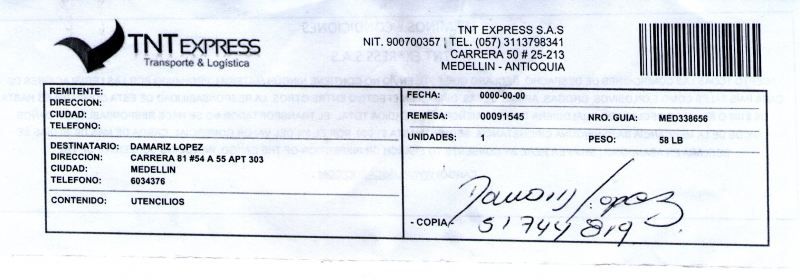 TNT EXPRESS
Transporte & Logística
TNT EXPRESS S.A.S
NIT. 900700357 TEL. (057) 3113798341
CARRERA 50 # 25-213
MEDELLIN - ANTIOQUIA
REMITENTE:
DIRECCION:
CIUDAD:
TELEFONO:
DESTINATARIO: DAMARIZ LOPEZ
DIRECCION: CARRERA 81 #54 A 55 APT 303
CIUDAD: MEDELLIN
TELEFONO: 6034376
CONTENIDO: UTENCILIOS
FECHA: 0000-00-00
REMESA: 00091545 NRO. GUIA: MED338656
UNIDADES: 1 PESO: 58 LB
Lopez
- COPIA - 51744819